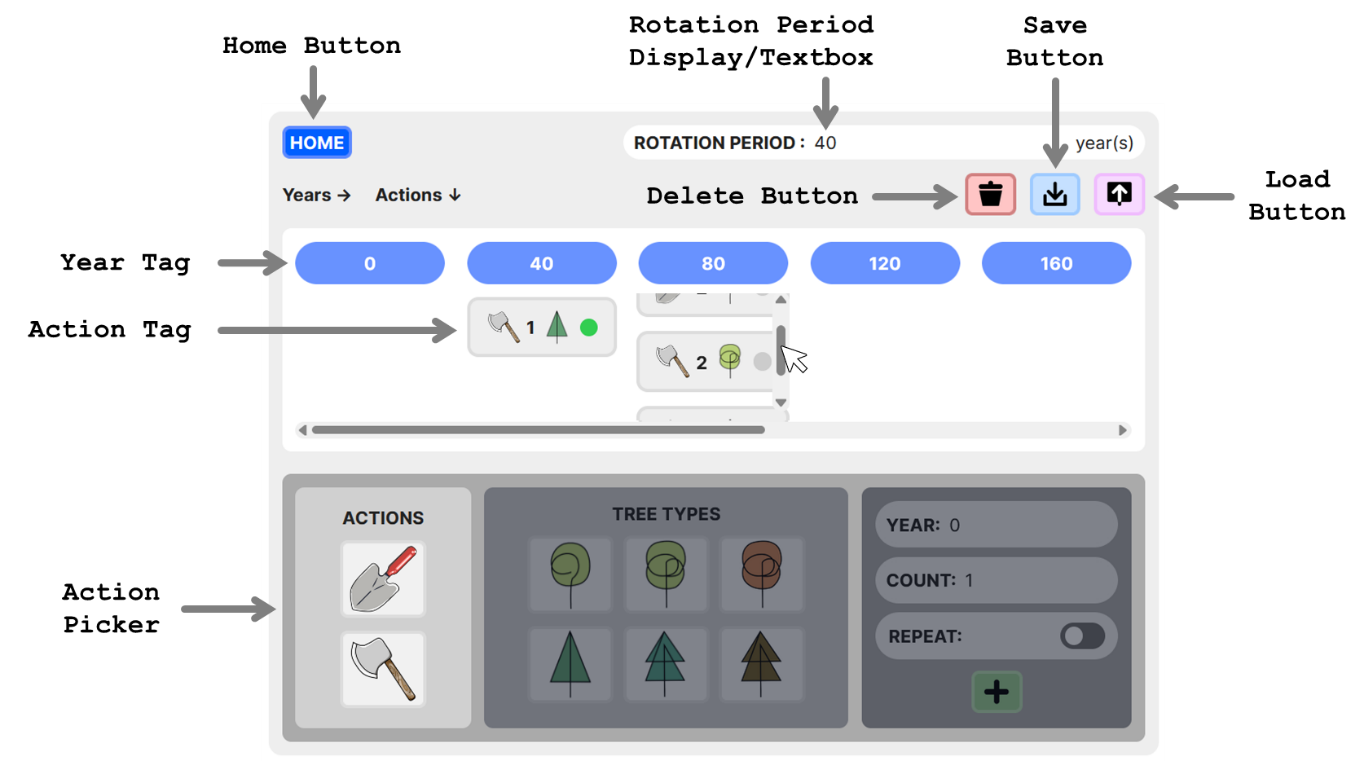 Rotation Period
Display/Textbox
Save
Button
Home Button
HOME
ROTATION PERIOD : 40 year(s)
Years → Actions ↓
Delete Button
Load
Button
Year Tag
0 40 80 120 160
Action Tag
1
2
ACTIONS
TREE TYPES
YEAR: 0
COUNT: 1
REPEAT:
Action
Picker